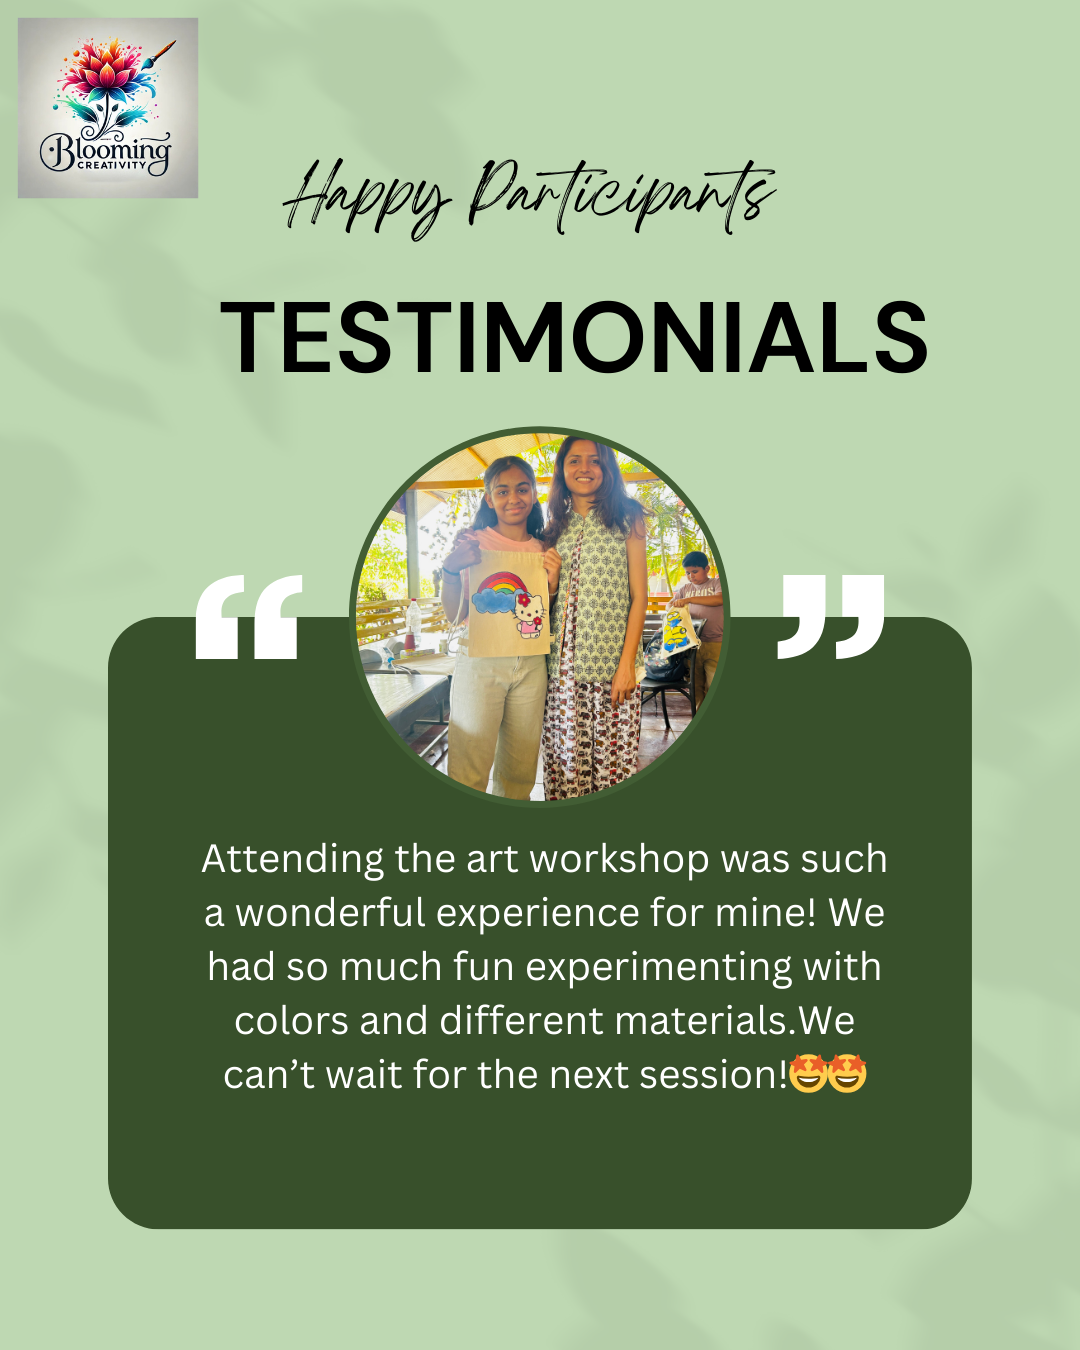 Blooming
CREATIVITY
Happy Participants
TESTIMONIALS
“ ”
Attending the art workshop was such
a wonderful experience for mine! We
had so much fun experimenting with
colors and different materials.We
can’t wait for the next session!🤩🤩